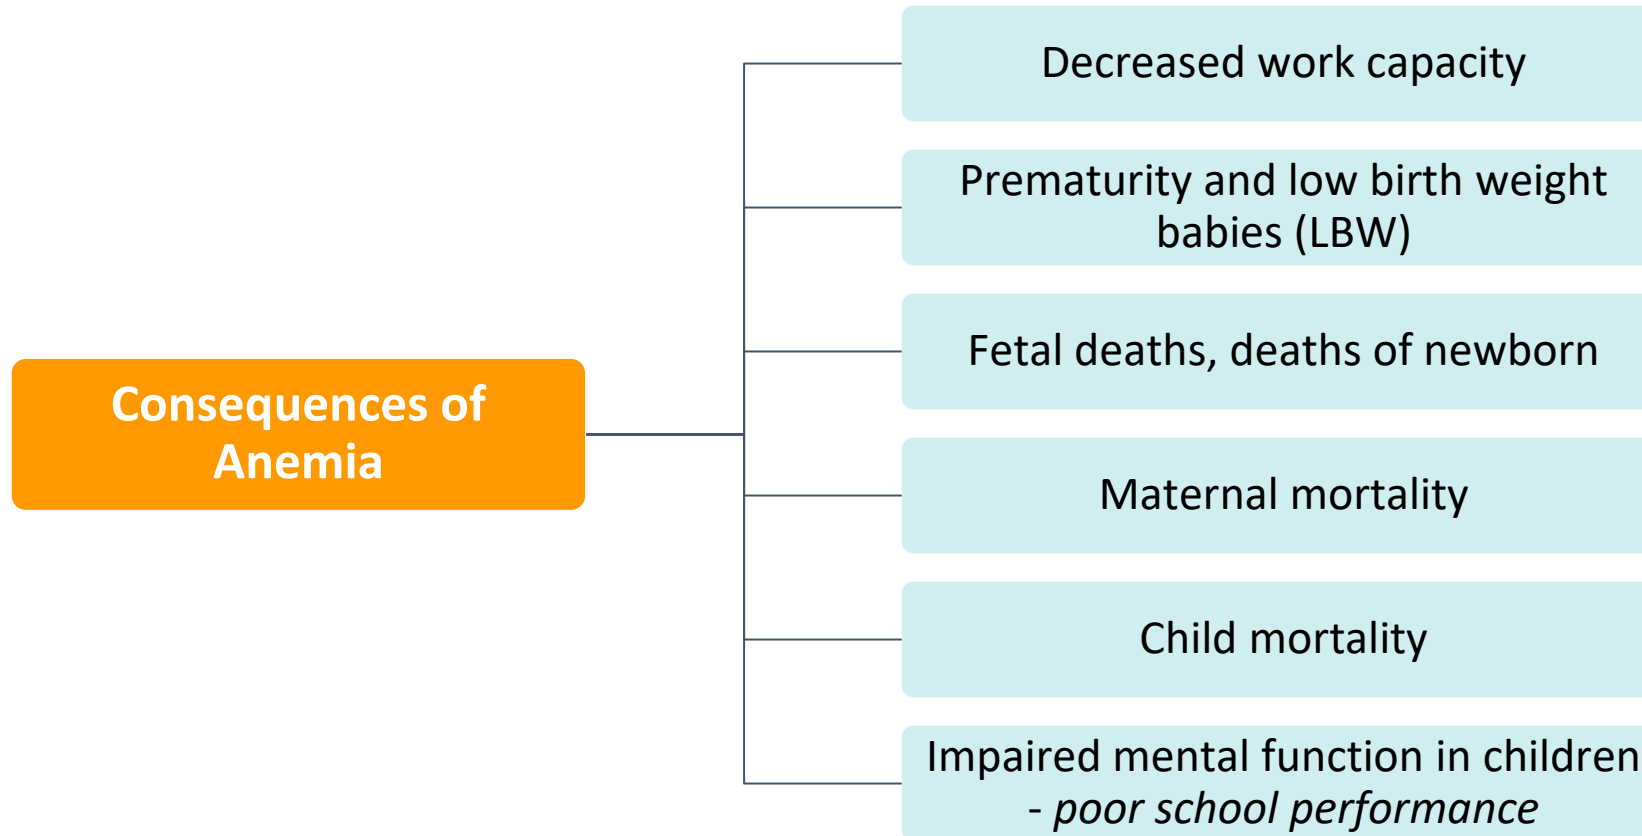 Consequences of
Anemia
Decreased work capacity
Prematurity and low birth weight
babies (LBW)
Fetal deaths, deaths of newborn
Maternal mortality
Child mortality
Impaired mental function in children
- poor school performance